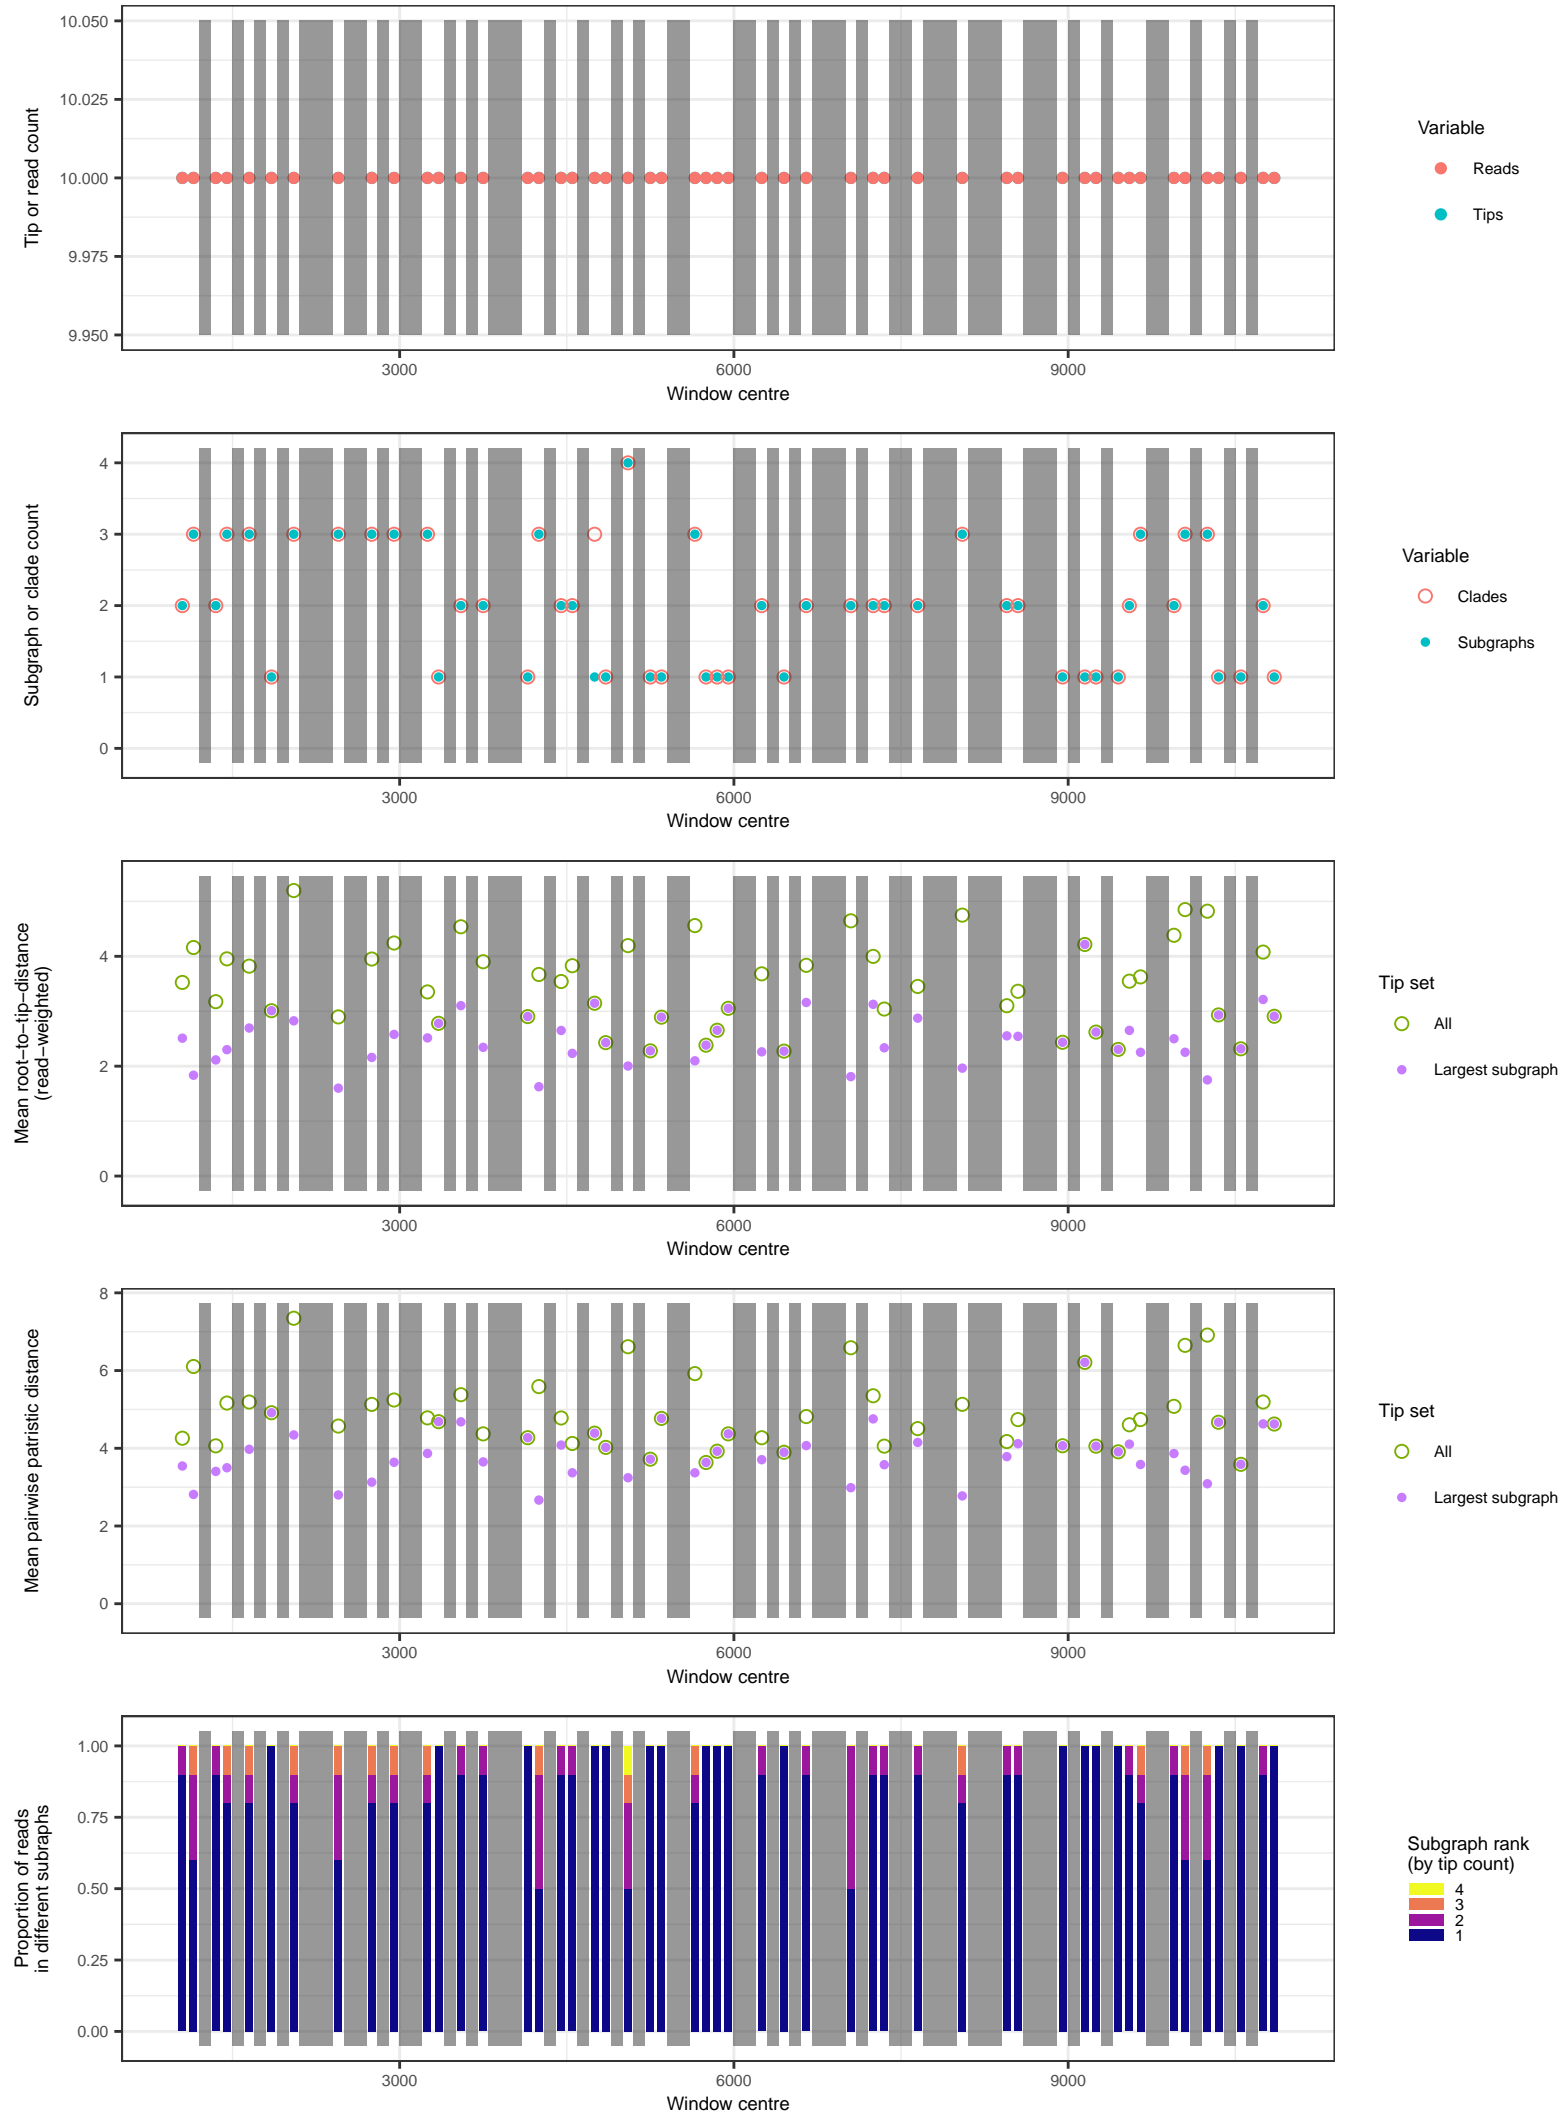 10.050
10.025
10.000
9.975
9.950
Tip or read count
3000
6000
9000
Window centre
Variable
Reads
Tips
4
3
2
1
0
Subgraph or clade count
3000
6000
9000
Window centre
Variable
Clades
Subgraphs
4
2
0
Mean root−to−tip−distance
(read−weighted)
3000
6000
9000
Window centre
Tip set
All
Largest subgraph
8
6
4
2
0
Mean pairwise patristic distance
3000
6000
9000
Window centre
Tip set
All
Largest subgraph
1.00
0.75
0.50
0.25
0.00
Proportion of reads
in different subraphs
3000
6000
9000
Window centre
Subgraph rank
(by tip count)
4
3
2
1